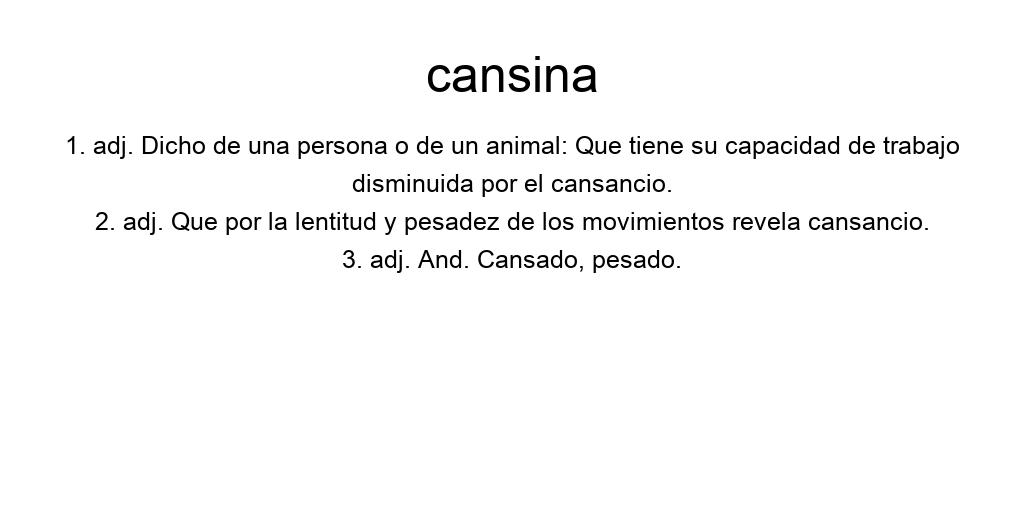 cansina
1. adj. Dicho de una persona o de un animal: Que tiene su capacidad de trabajo
disminuida por el cansancio.
2. adj. Que por la lentitud y pesadez de los movimientos revela cansancio.
3. adj. And. Cansado, pesado.